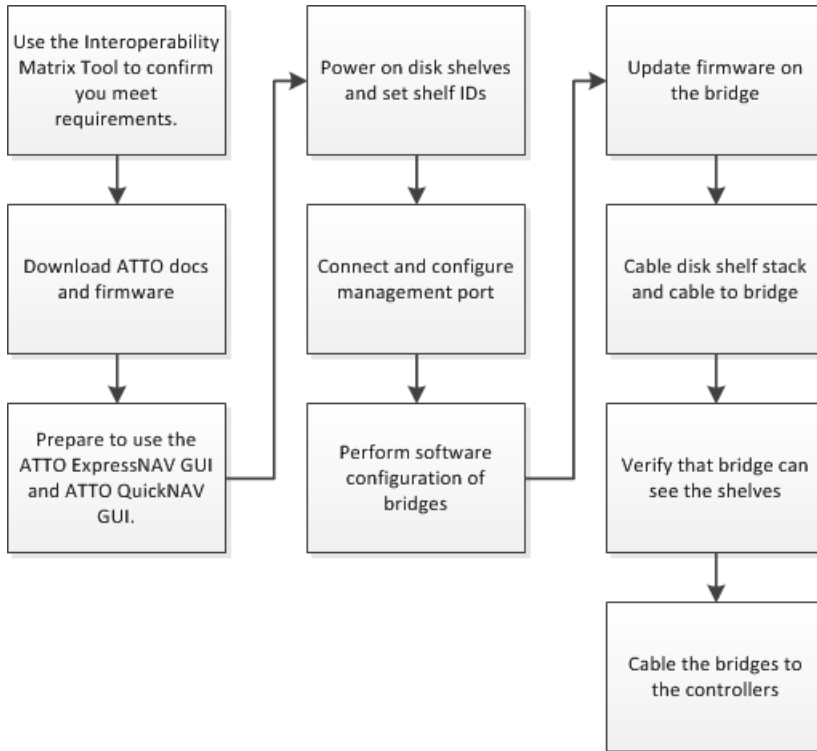 Use the Interoperability
Matrix Tool to confirm
you meet
requirements.
Download ATTO docs
and firmware
Prepare to use the
ATTO ExpressNAV GUI
and ATTO QuickNAV
GUI.
Power on disk shelves
and set shelf IDs
Connect and configure
management port
Perform software
configuration of
bridges
Update firmware on
the bridge
Cable disk shelf stack
and cable to bridge
Verify that bridge can
see the shelves
Cable the bridges to
the controllers